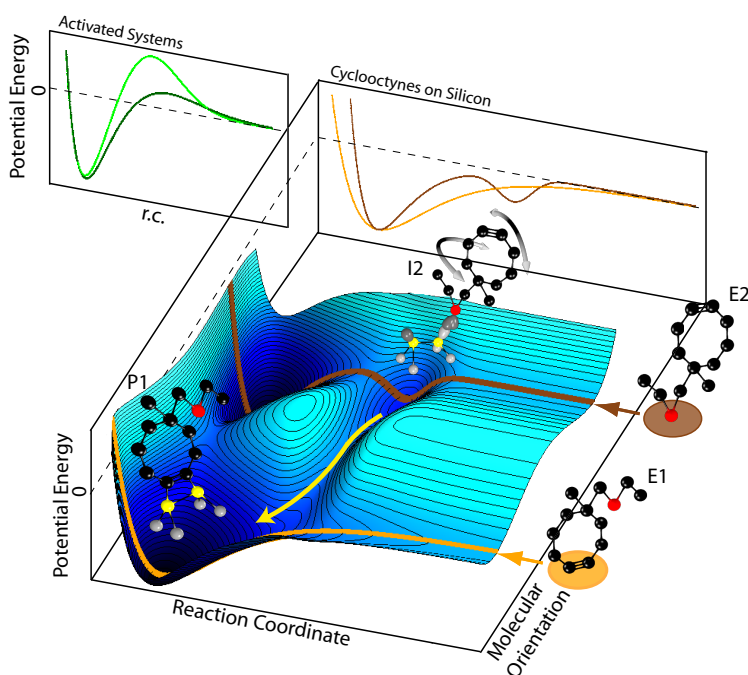 Activated Systems
Potential Energy
0
r.c.
Cyclooctynes on Silicon
I2
E2
P1
E1
Potential Energy
0
Reaction Coordinate
Molecular
Orientation